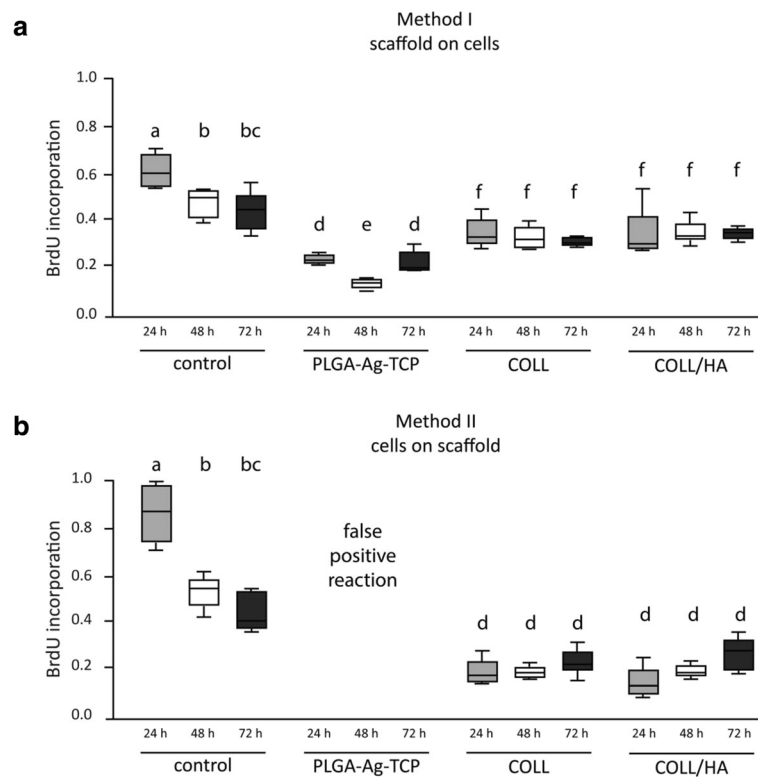 a
Method I
scaffold on cells
1.0
0.8
0.6
0.4
0.2
0.0
BrdU incorporation
a b bc d e d f f f f f f
24 h 48 h 72 h 24 h 48 h 72 h 24 h 48 h 72 h 24 h 48 h 72 h
control PLGA-Ag-TCP COLL COLL/HA
b
Method II
cells on scaffold
1.0
0.8
0.6
0.4
0.2
0.0
BrdU incorporation
a b bc
false
positive
reaction
d d d d d d
24 h 48 h 72 h 24 h 48 h 72 h 24 h 48 h 72 h 24 h 48 h 72 h
control PLGA-Ag-TCP COLL COLL/HA